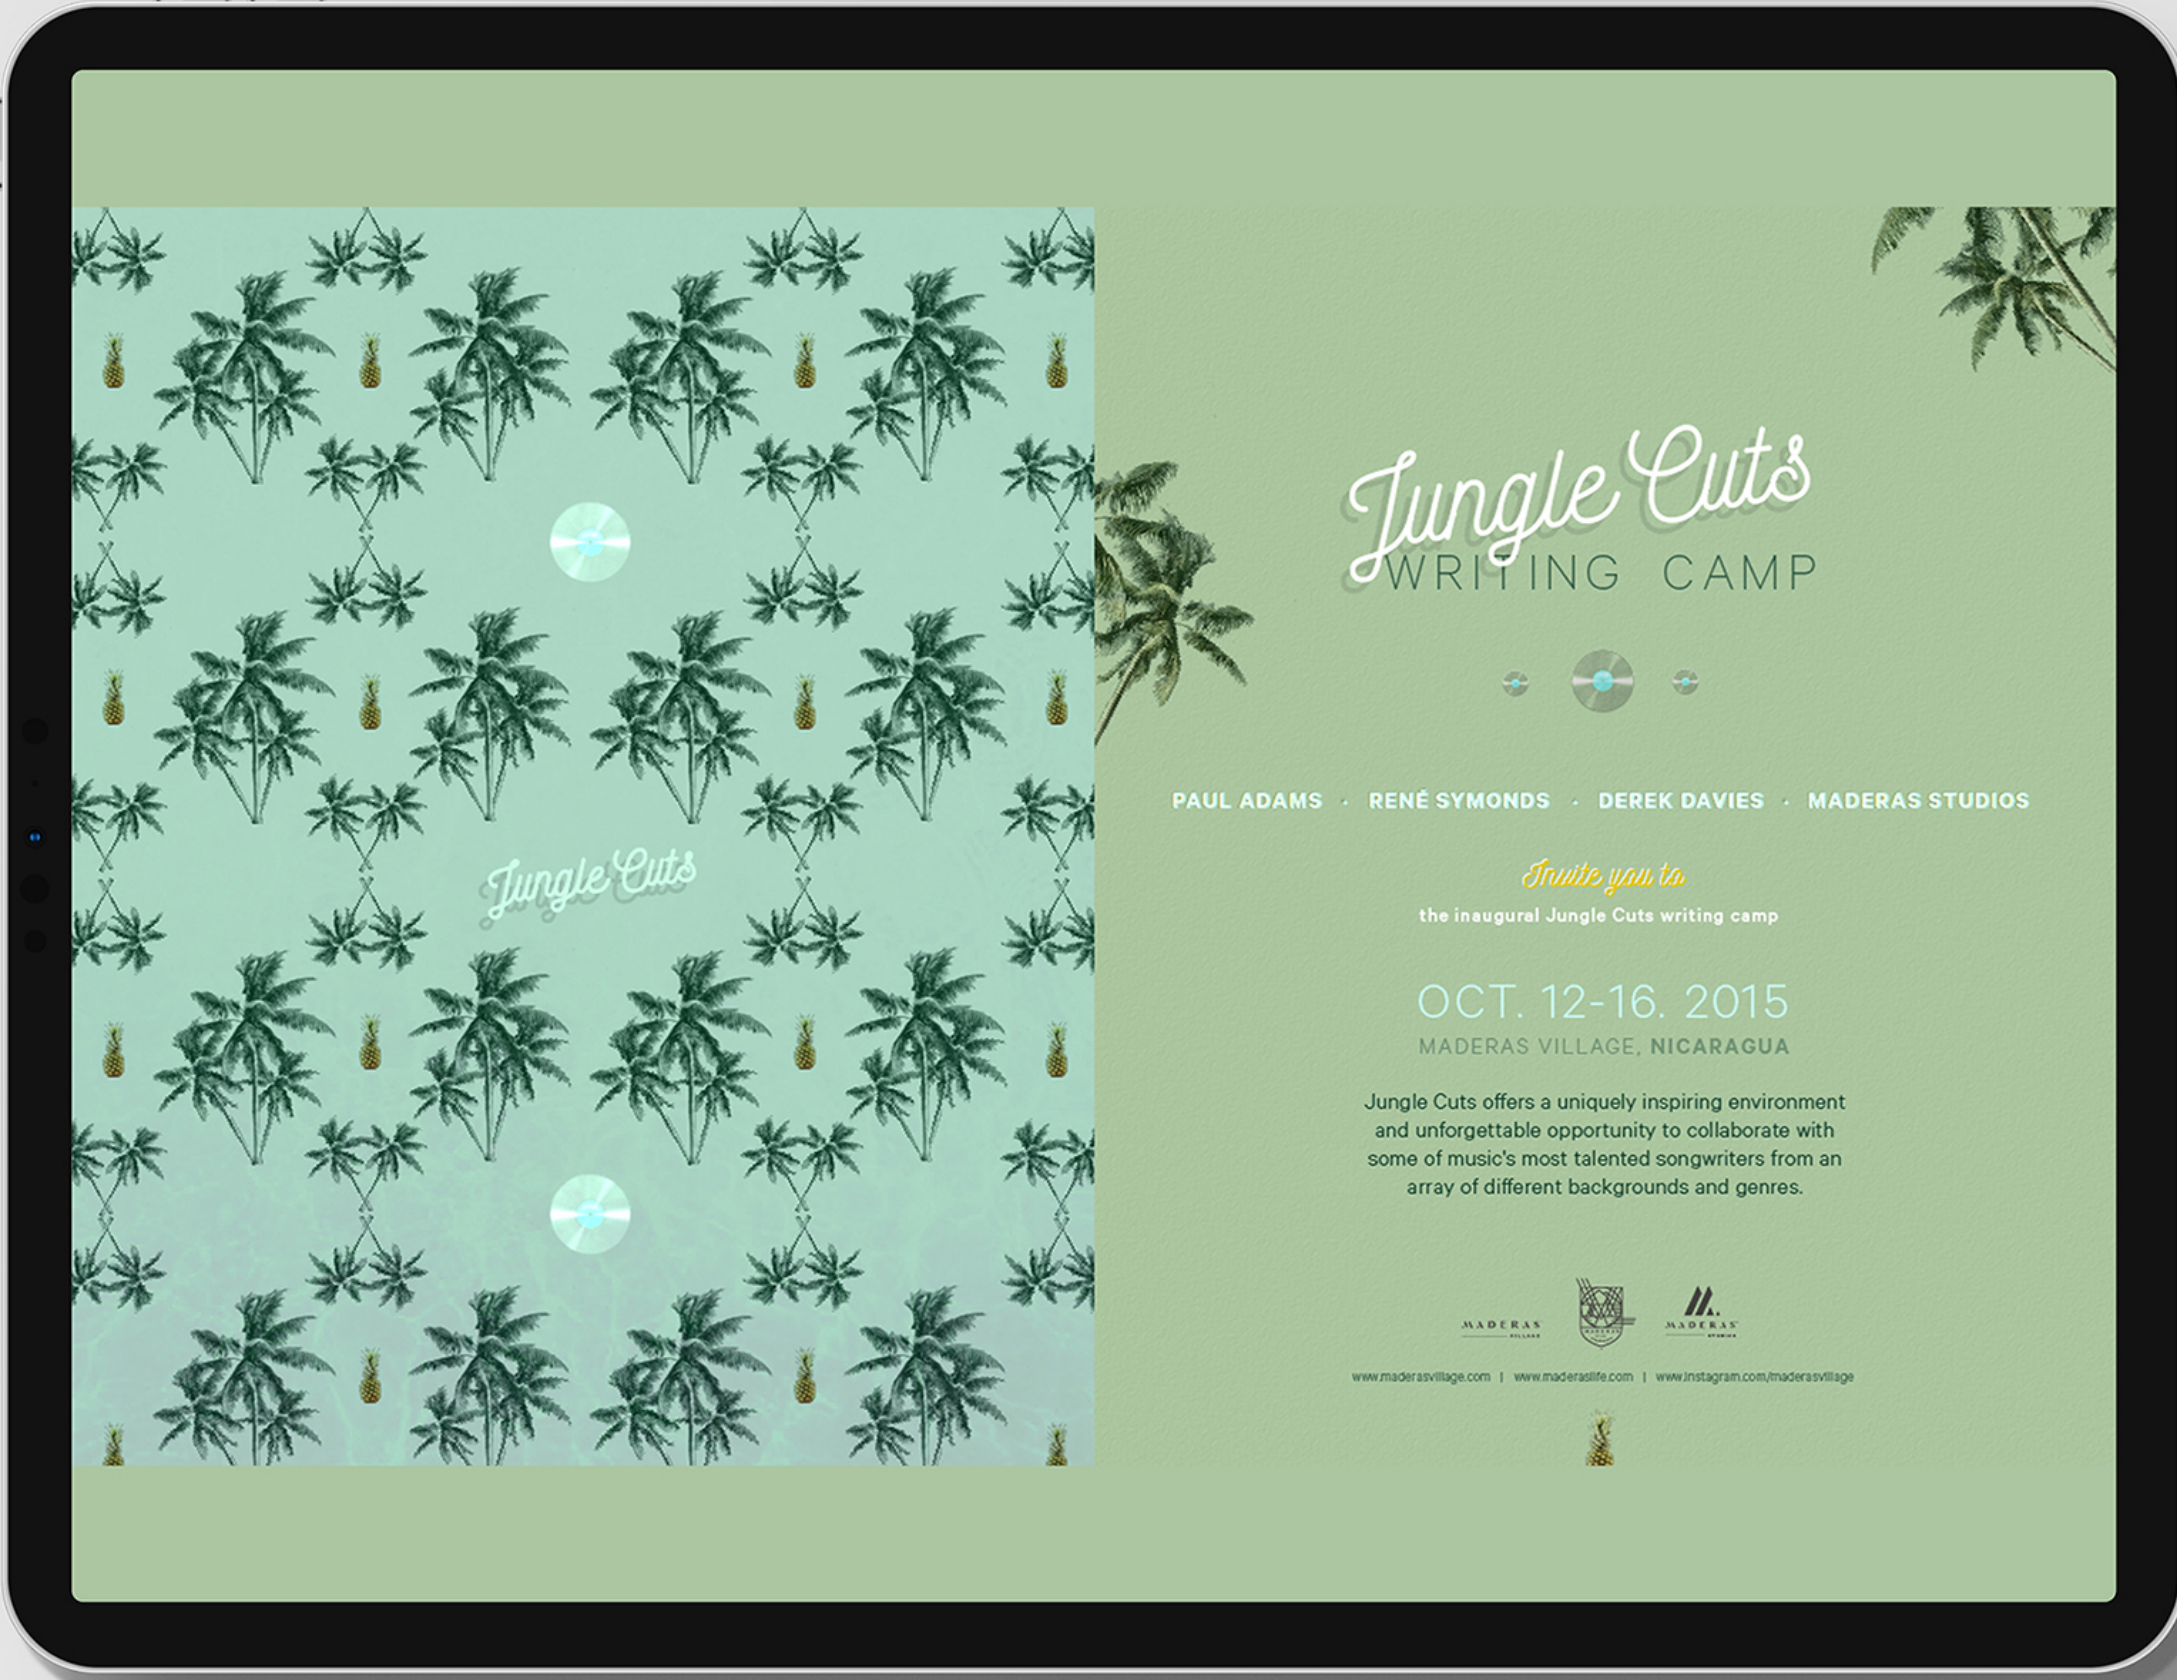 Jungle Cuts
Jungle Cuts
WRITING CAMP
PAUL ADAMS · RENÉ SYMONDS · DEREK DAVIES · MADERAS STUDIOS
Invite you to
the inaugural Jungle Cuts writing camp
OCT. 12-16. 2015
MADERAS VILLAGE, NICARAGUA
Jungle Cuts offers a uniquely inspiring environment
and unforgettable opportunity to collaborate with
some of music's most talented songwriters from an
array of different backgrounds and genres.
MADERAS
VILLAGE
MADERAS
MADERAS
STUDIOS
www.maderasvillage.com | www.maderaslife.com | www.instagram.com/maderasvillage